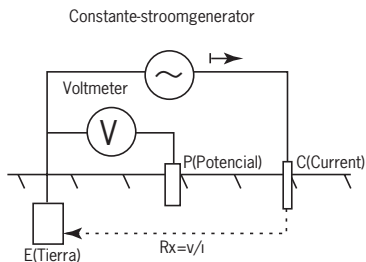 Constante-stroomgenerator
Voltmeter
V
P(Potencial)
C(Current)
E(Tierra)
Rx=v/ı